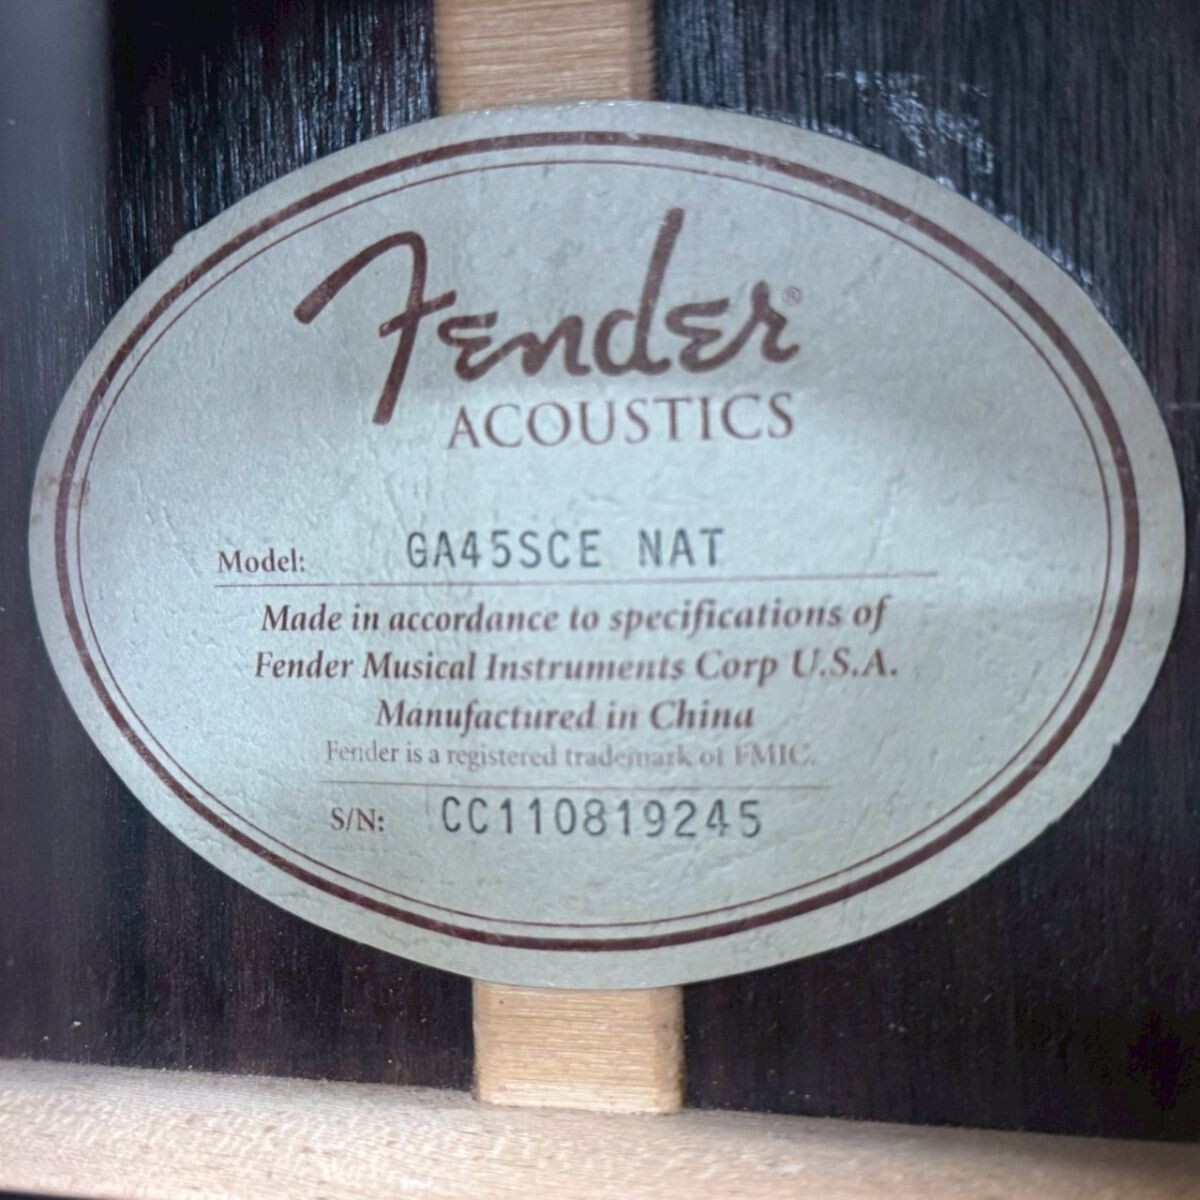 Fender®
ACOUSTICS
Model: GA45SCE NAT
Made in accordance to specifications of
Fender Musical Instruments Corp U.S.A.
Manufactured in China
Fender is a registered trademark of FMIC.
S/N: CC110819245